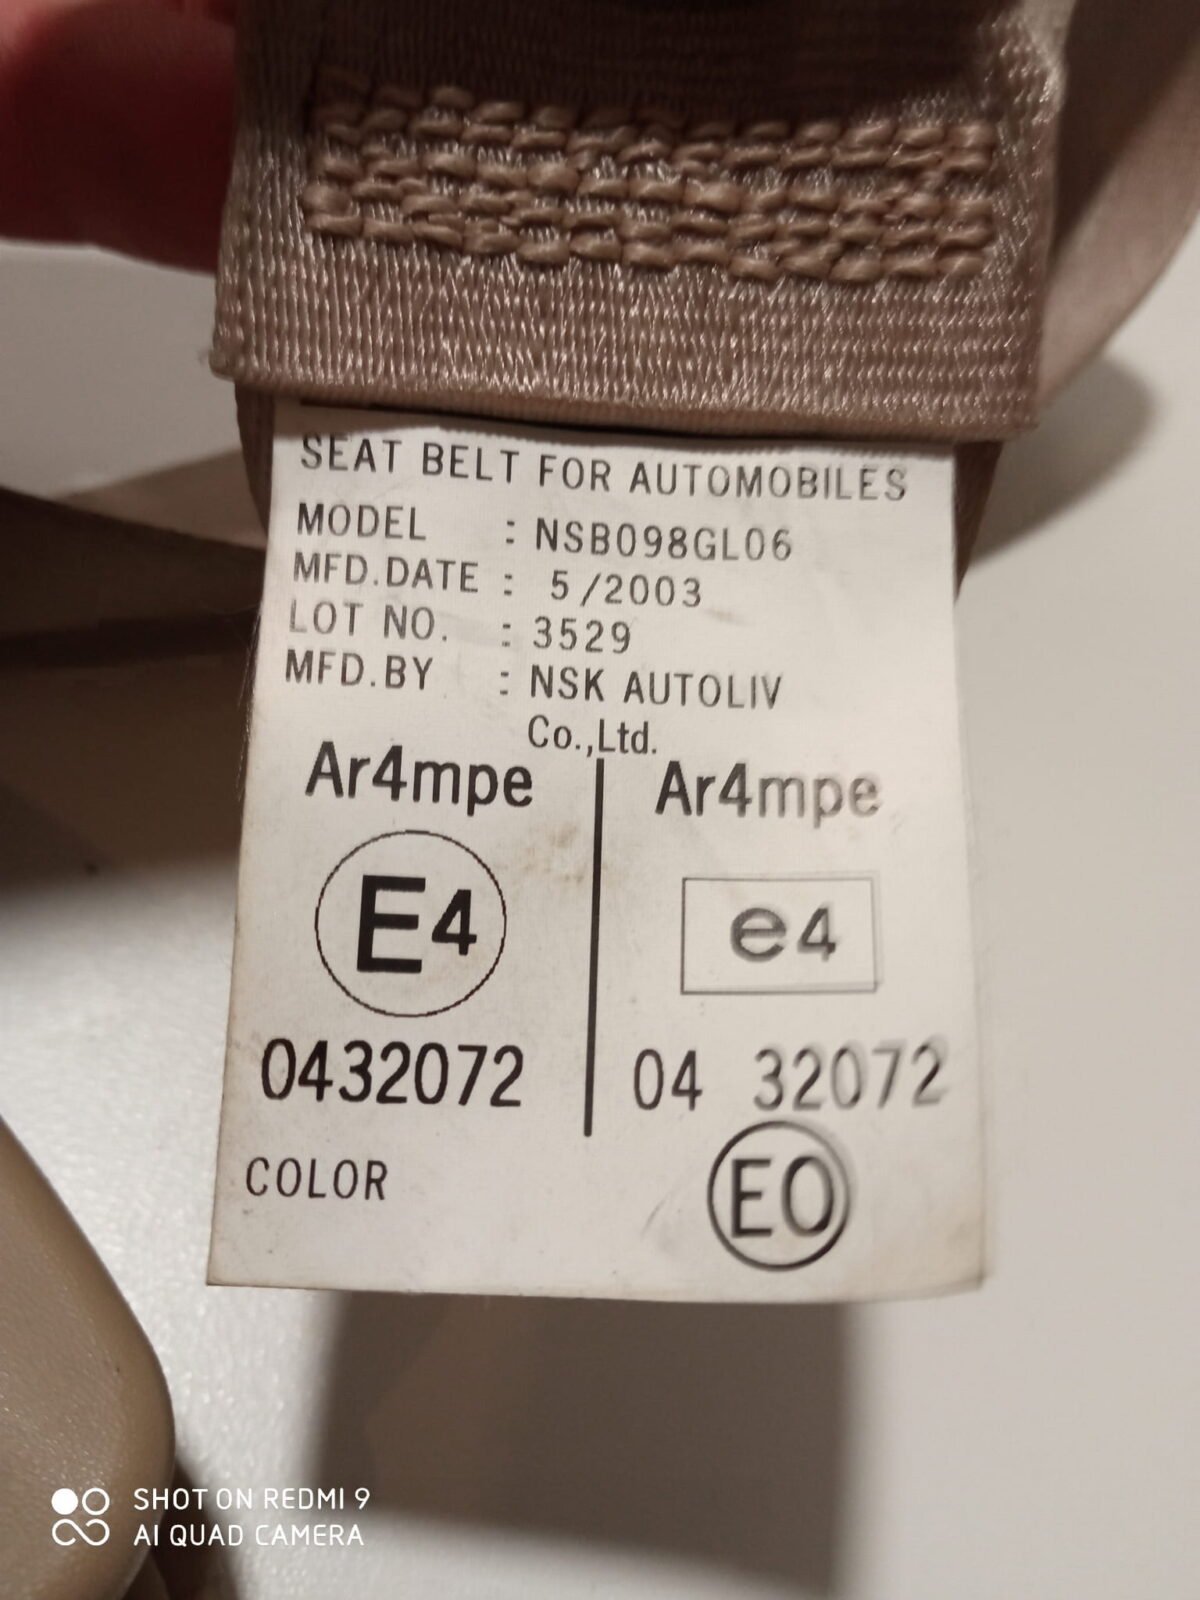 SEAT BELT FOR AUTOMOBILES
MODEL : NSB098GL06
MFD.DATE : 5/2003
LOT NO. : 3529
MFD.BY : NSK AUTOLIV
Co.,Ltd.
Ar4mpe Ar4mpe
E4 e4
0432072 04 32072
COLOR E0
SHOT ON REDMI 9
AI QUAD CAMERA